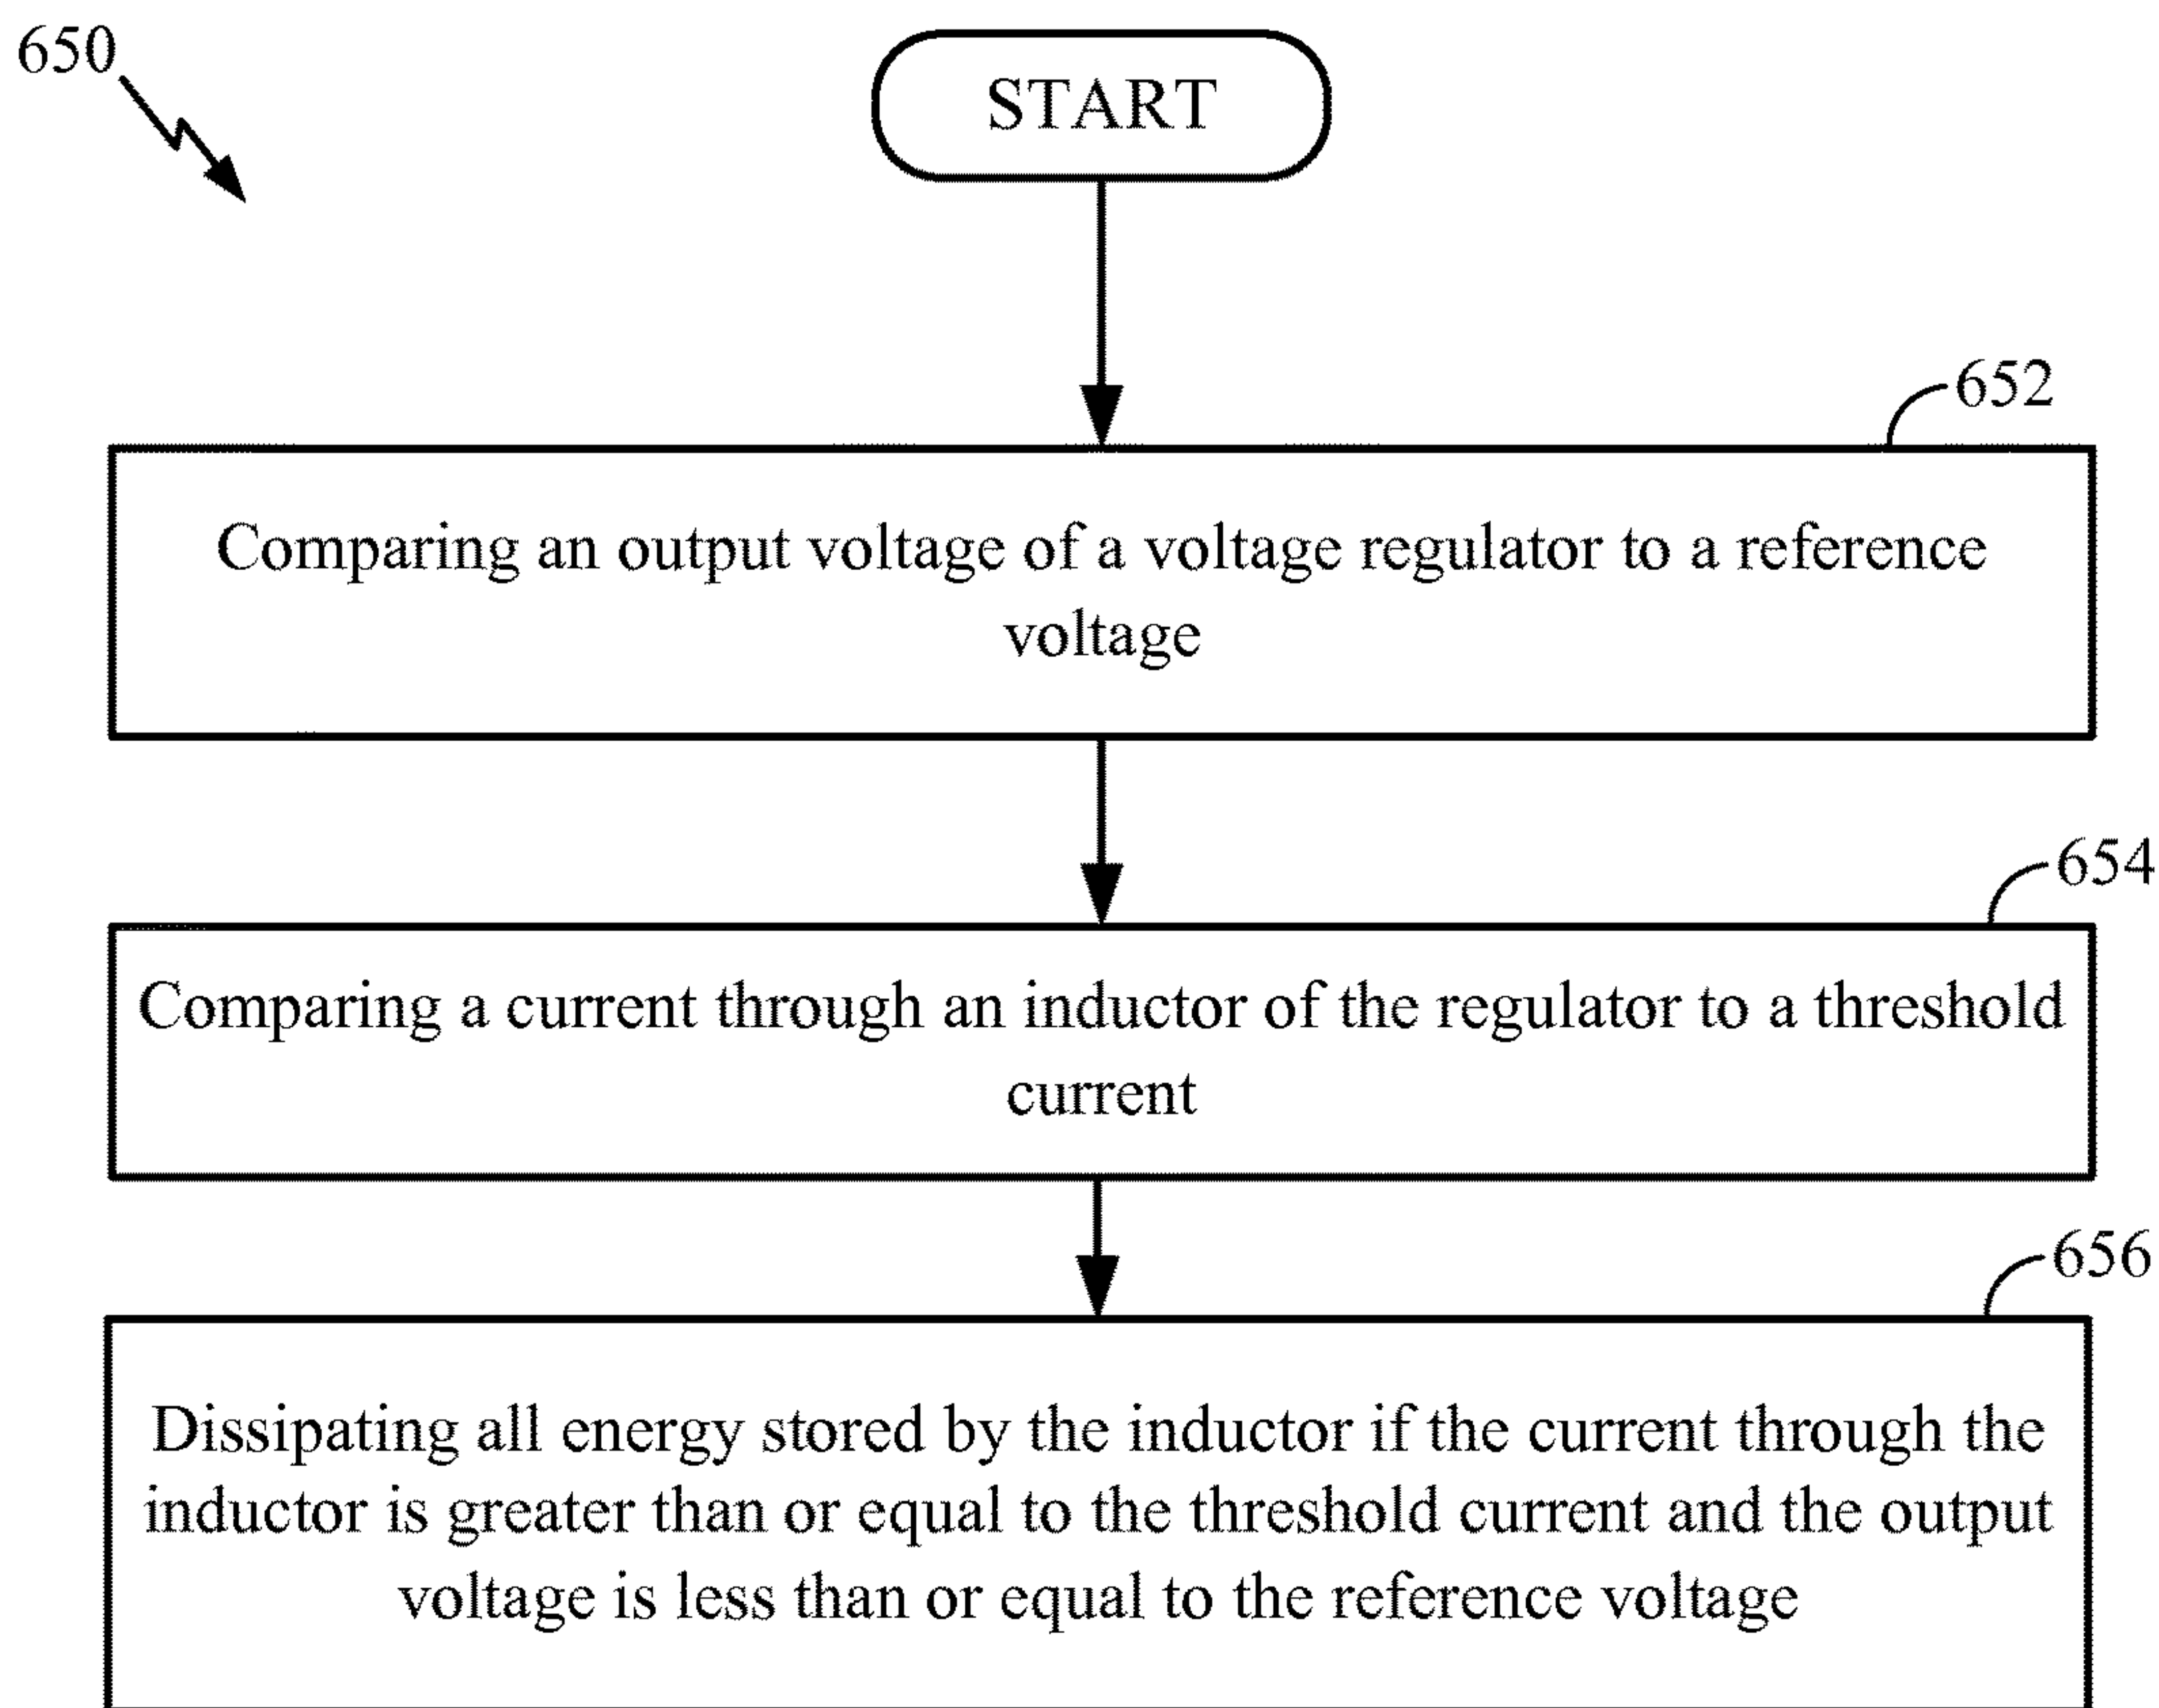 650
START
652
Comparing an output voltage of a voltage regulator to a reference
voltage
654
Comparing a current through an inductor of the regulator to a threshold
current
656
Dissipating all energy stored by the inductor if the current through the
inductor is greater than or equal to the threshold current and the output
voltage is less than or equal to the reference voltage